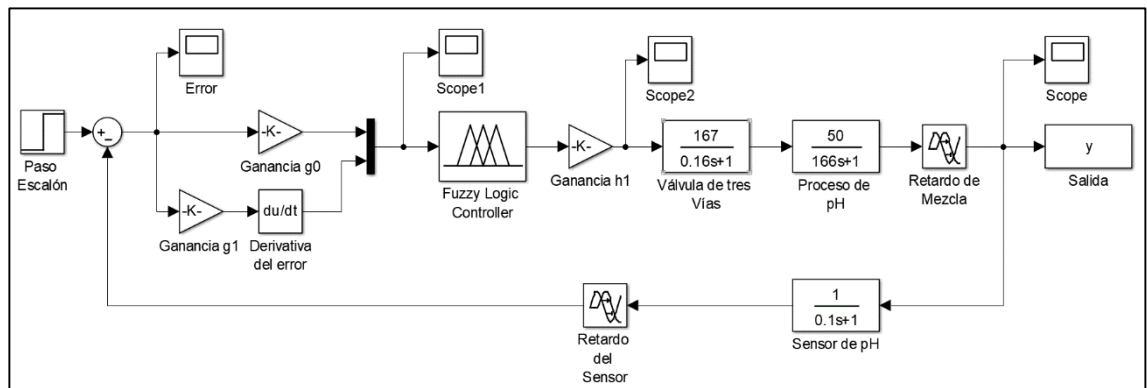 Error
Scope1
Scope2
Scope
+
−
Paso
Escalón
-K-
Ganancia g0
-K-
Ganancia g1
du/dt
Derivativa
del error
Fuzzy Logic
Controller
-K-
Ganancia h1
167
0.16s+1
Válvula de tres
Vías
50
166s+1
Proceso de
pH
Retardo de
Mezcla
y
Salida
1
0.1s+1
Sensor de pH
Retardo
del
Sensor